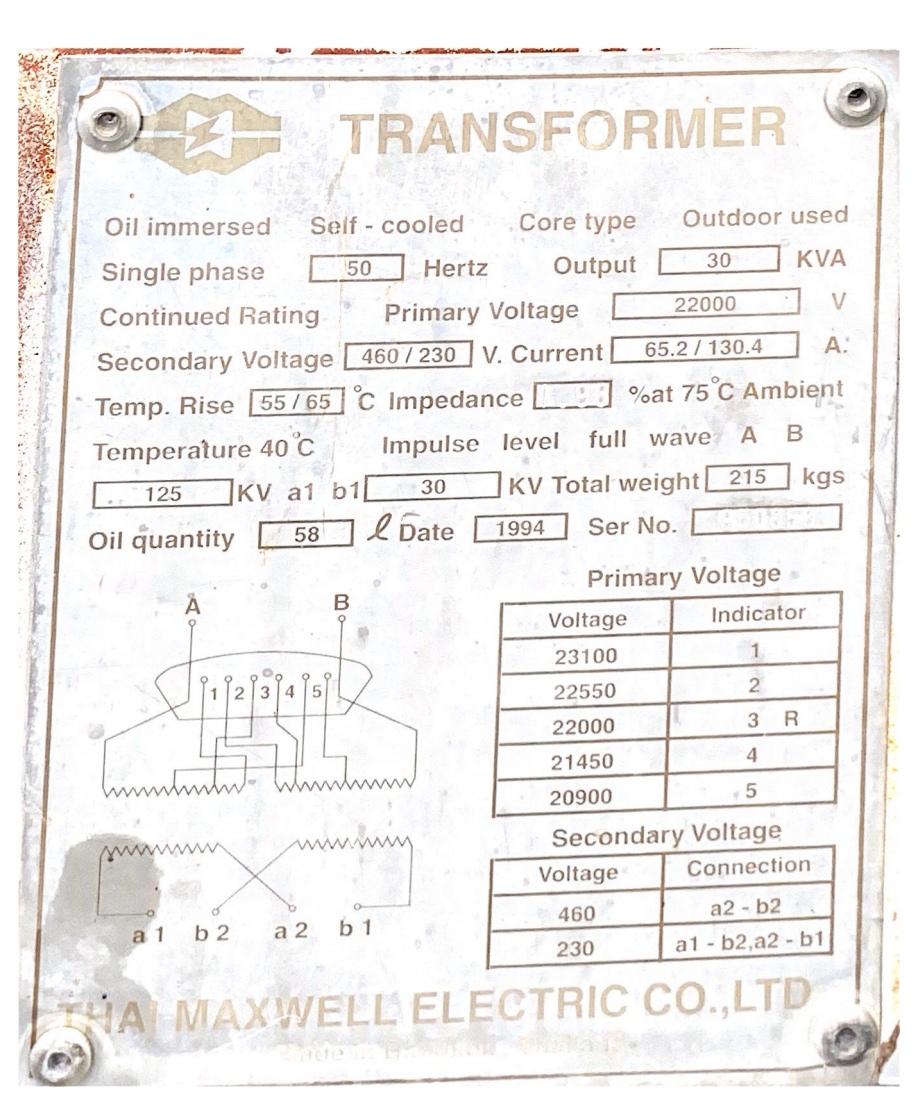 TRANSFORMER
Oil immersed Self - cooled Core type Outdoor used
Single phase 50 Hertz Output 30 KVA
Continued Rating Primary Voltage 22000 V
Secondary Voltage 460 / 230 V. Current 65.2 / 130.4 A.
Temp. Rise 55 / 65 °C Impedance %at 75°C Ambient
Temperature 40°C Impulse level full wave A B
125 KV a1 b1 30 KV Total weight 215 kgs
Oil quantity 58 ℓ Date 1994 Ser No.
A B
1 2 3 4 5
a1 b2 a2 b1
Primary Voltage
Voltage Indicator
23100 1
22550 2
22000 3 R
21450 4
20900 5
Secondary Voltage
Voltage Connection
460 a2 - b2
230 a1 - b2,a2 - b1
THAI MAXWELL ELECTRIC CO.,LTD